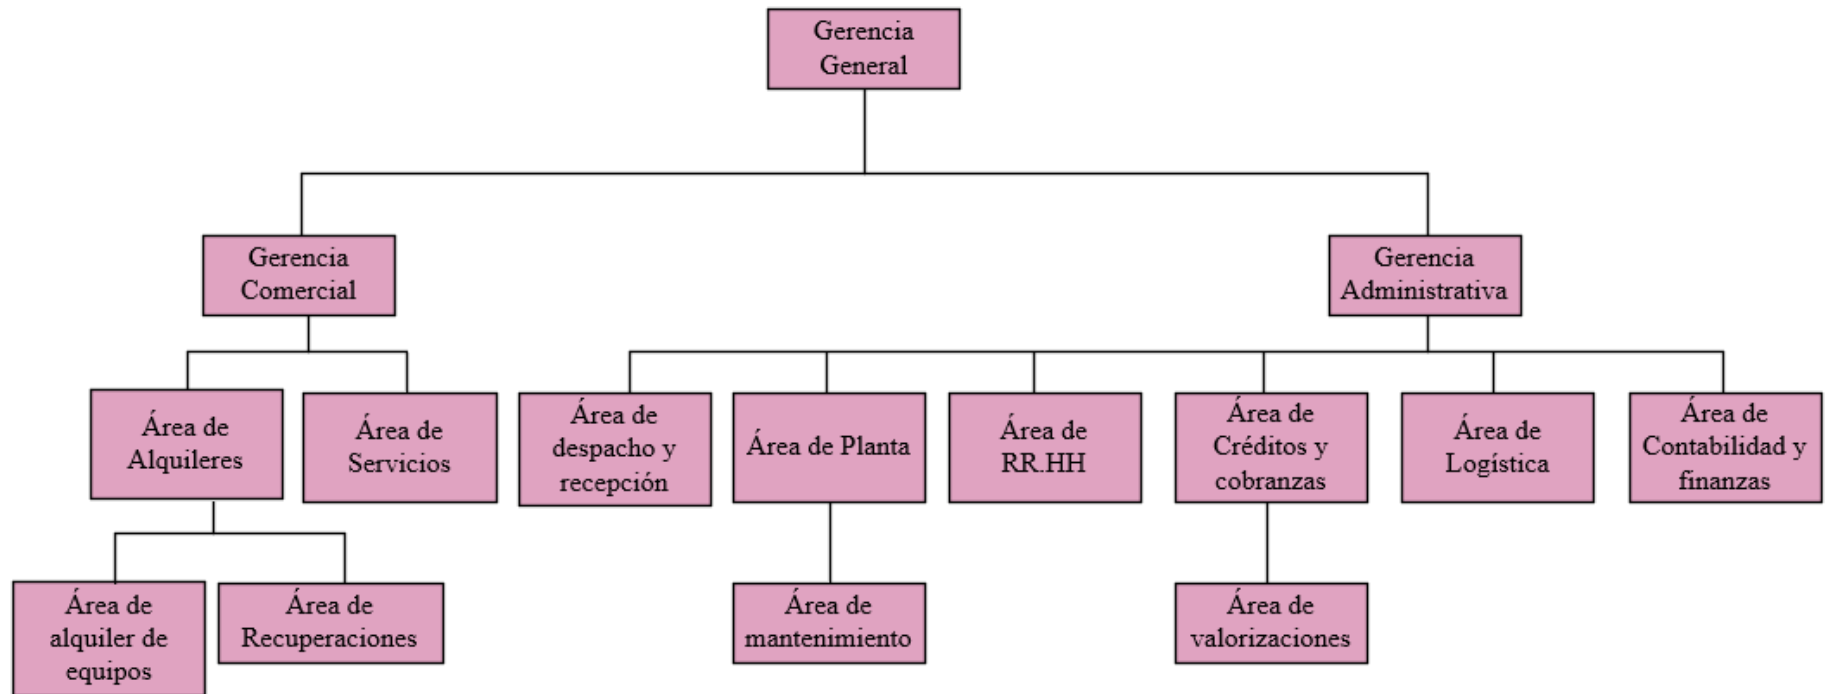 Gerencia
General
Gerencia
Comercial
Gerencia
Administrativa
Área de
Alquileres
Área de
Servicios
Área de
despacho y
recepción
Área de Planta
Área de
RR.HH
Área de
Créditos y
cobranzas
Área de
Logística
Área de
Contabilidad y
finanzas
Área de
alquiler de
equipos
Área de
Recuperaciones
Área de
mantenimiento
Área de
valorizaciones